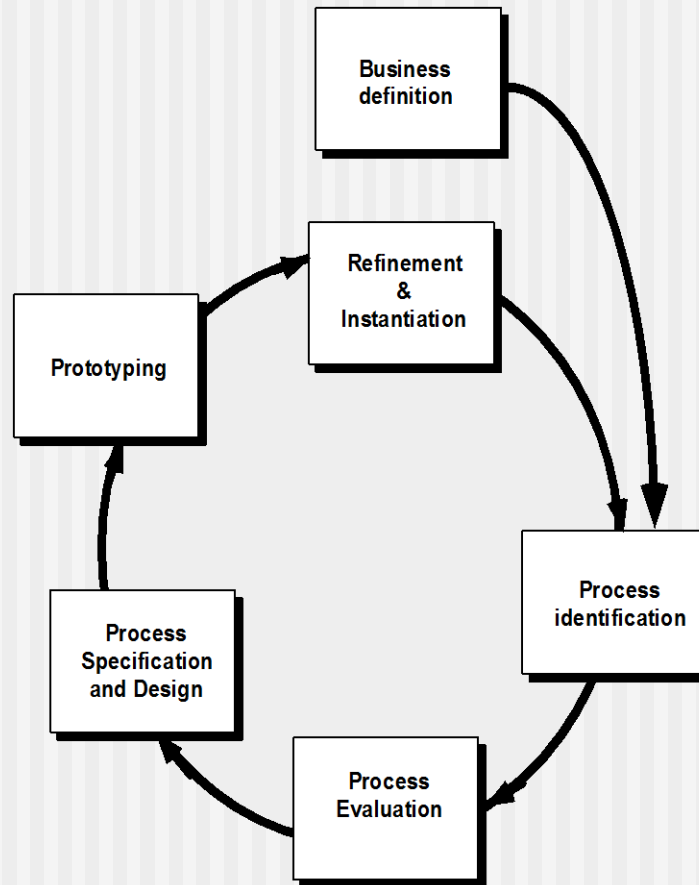 Business
definition
Refinement
&
Instantiation
Prototyping
Process
identification
Process
Specification
and Design
Process
Evaluation